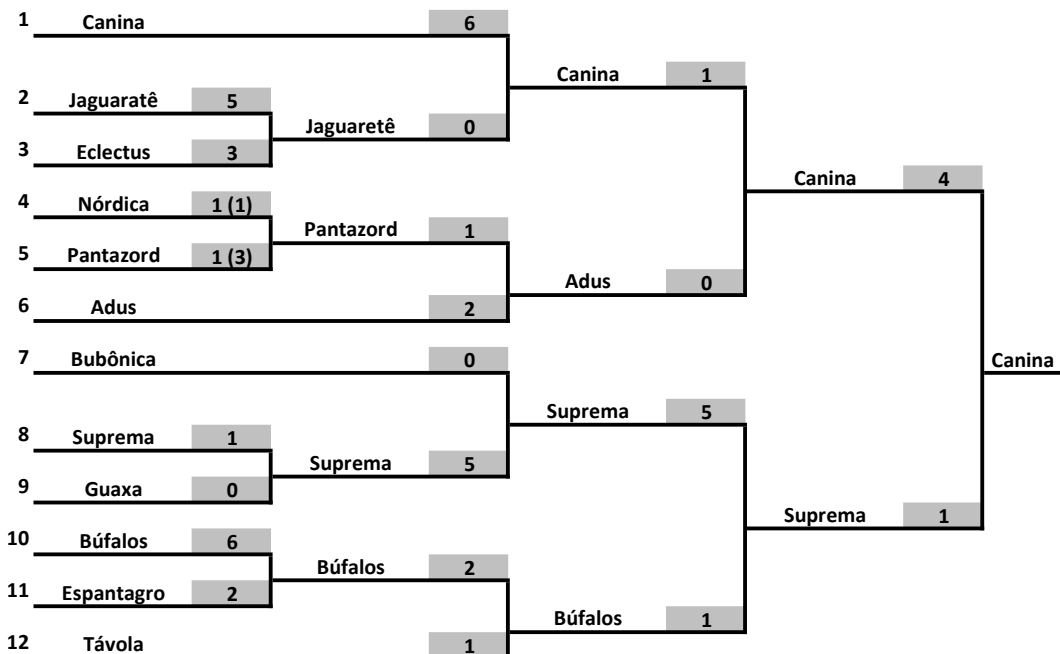 1 Canina 6
Canina 1
2 Jaguaratê 5
Jaguaretê 0
3 Eclectus 3
Canina 4
4 Nórdica 1 (1)
Pantazord 1
5 Pantazord 1 (3)
Adus 0
6 Adus 2
7 Bubônica 0
Canina
Suprema 5
8 Suprema 1
Suprema 5
9 Guaxa 0
Suprema 1
10 Búfalos 6
Búfalos 2
11 Espantagro 2
Búfalos 1
12 Távola 1